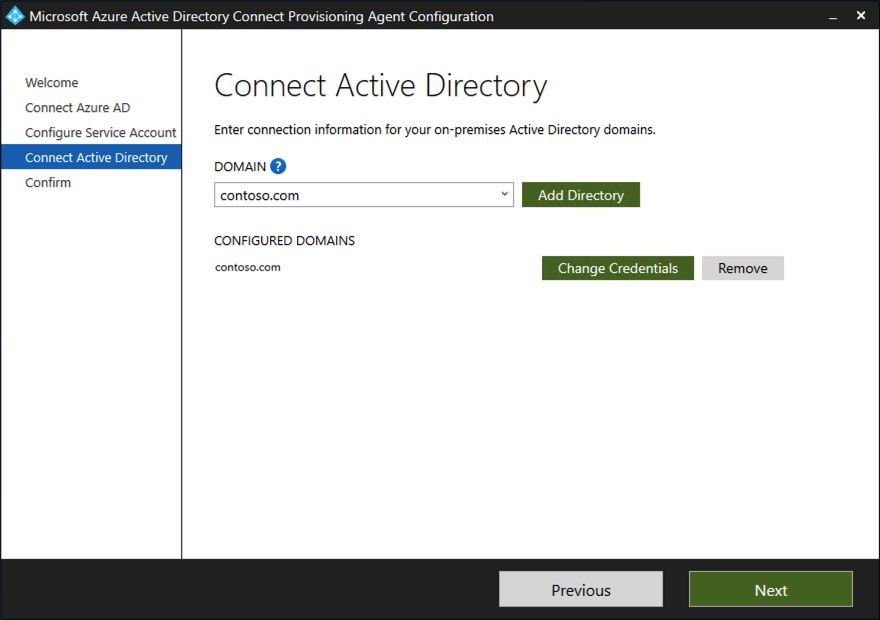 Microsoft Azure Active Directory Connect Provisioning Agent Configuration
Welcome
Connect Azure AD
Configure Service Account
Connect Active Directory
Confirm
Connect Active Directory
Enter connection information for your on-premises Active Directory domains.
DOMAIN ?
contoso.com
Add Directory
CONFIGURED DOMAINS
contoso.com
Change Credentials
Remove
Previous
Next